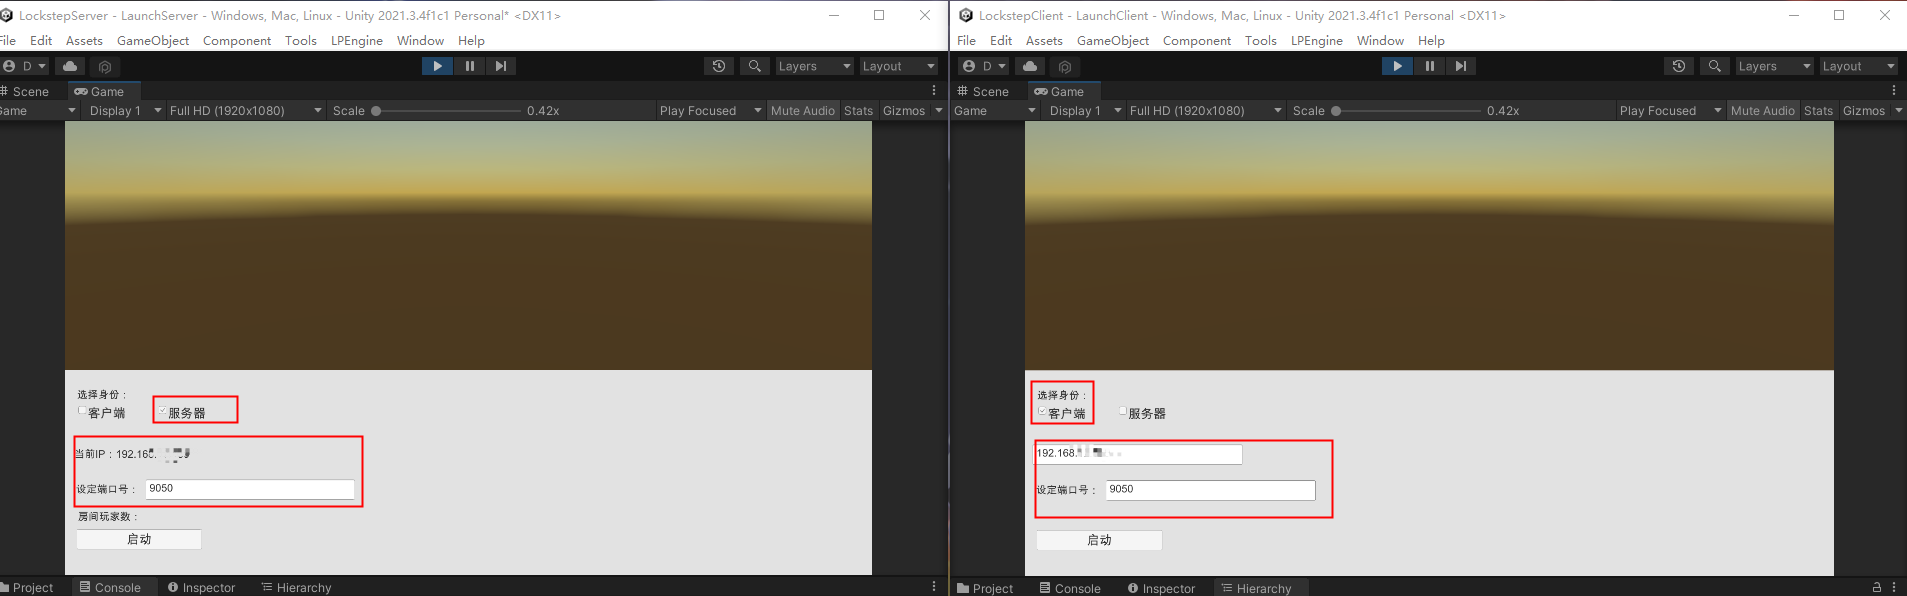 LockstepServer - LaunchServer - Windows, Mac, Linux - Unity 2021.3.4f1c1 Personal* <DX11>
File Edit Assets GameObject Component Tools LPEngine Window Help
D Layers Layout
Scene Game
Game Display 1 Full HD (1920x1080) Scale 0.42x Play Focused Mute Audio Stats Gizmos
选择身份：
客户端 服务器
当前IP：192.168.
设定端口号： 9050
房间玩家数：
启动
Project Console Inspector Hierarchy
LockstepClient - LaunchClient - Windows, Mac, Linux - Unity 2021.3.4f1c1 Personal <DX11>
File Edit Assets GameObject Component Tools LPEngine Window Help
D Layers Layout
Scene Game
Game Display 1 Full HD (1920x1080) Scale 0.42x Play Focused Mute Audio Stats Gizmos
选择身份：
客户端 服务器
192.168.
设定端口号： 9050
启动
Project Console Inspector Hierarchy